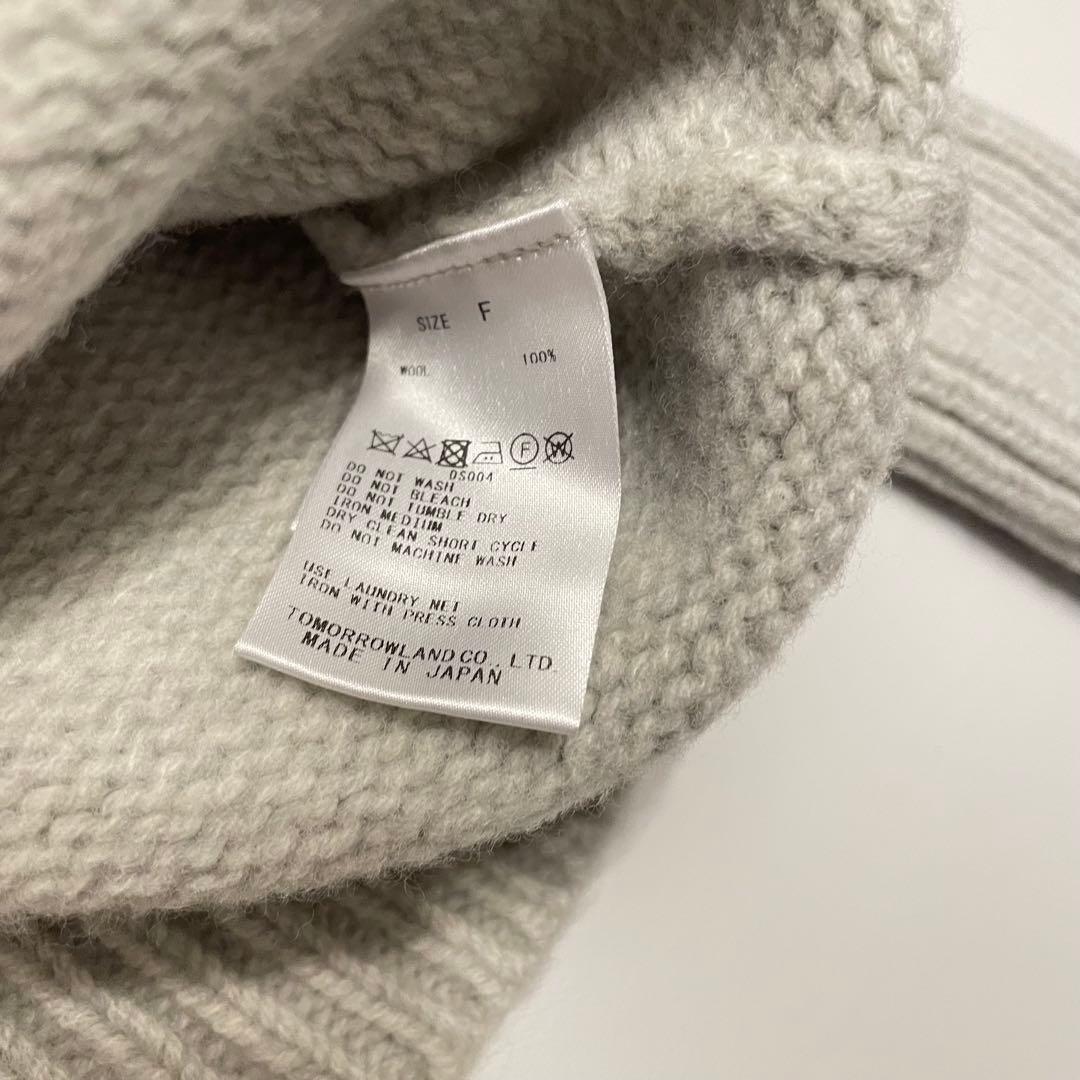 SIZE F
WOOL 100%
F W
DS004
DO NOT WASH
DO NOT BLEACH
DO NOT TUMBLE DRY
IRON MEDIUM
DRY CLEAN SHORT CYCLE
DO NOT MACHINE WASH
USE LAUNDRY NET
IRON WITH PRESS CLOTH
TOMORROWLAND CO., LTD.
MADE IN JAPAN